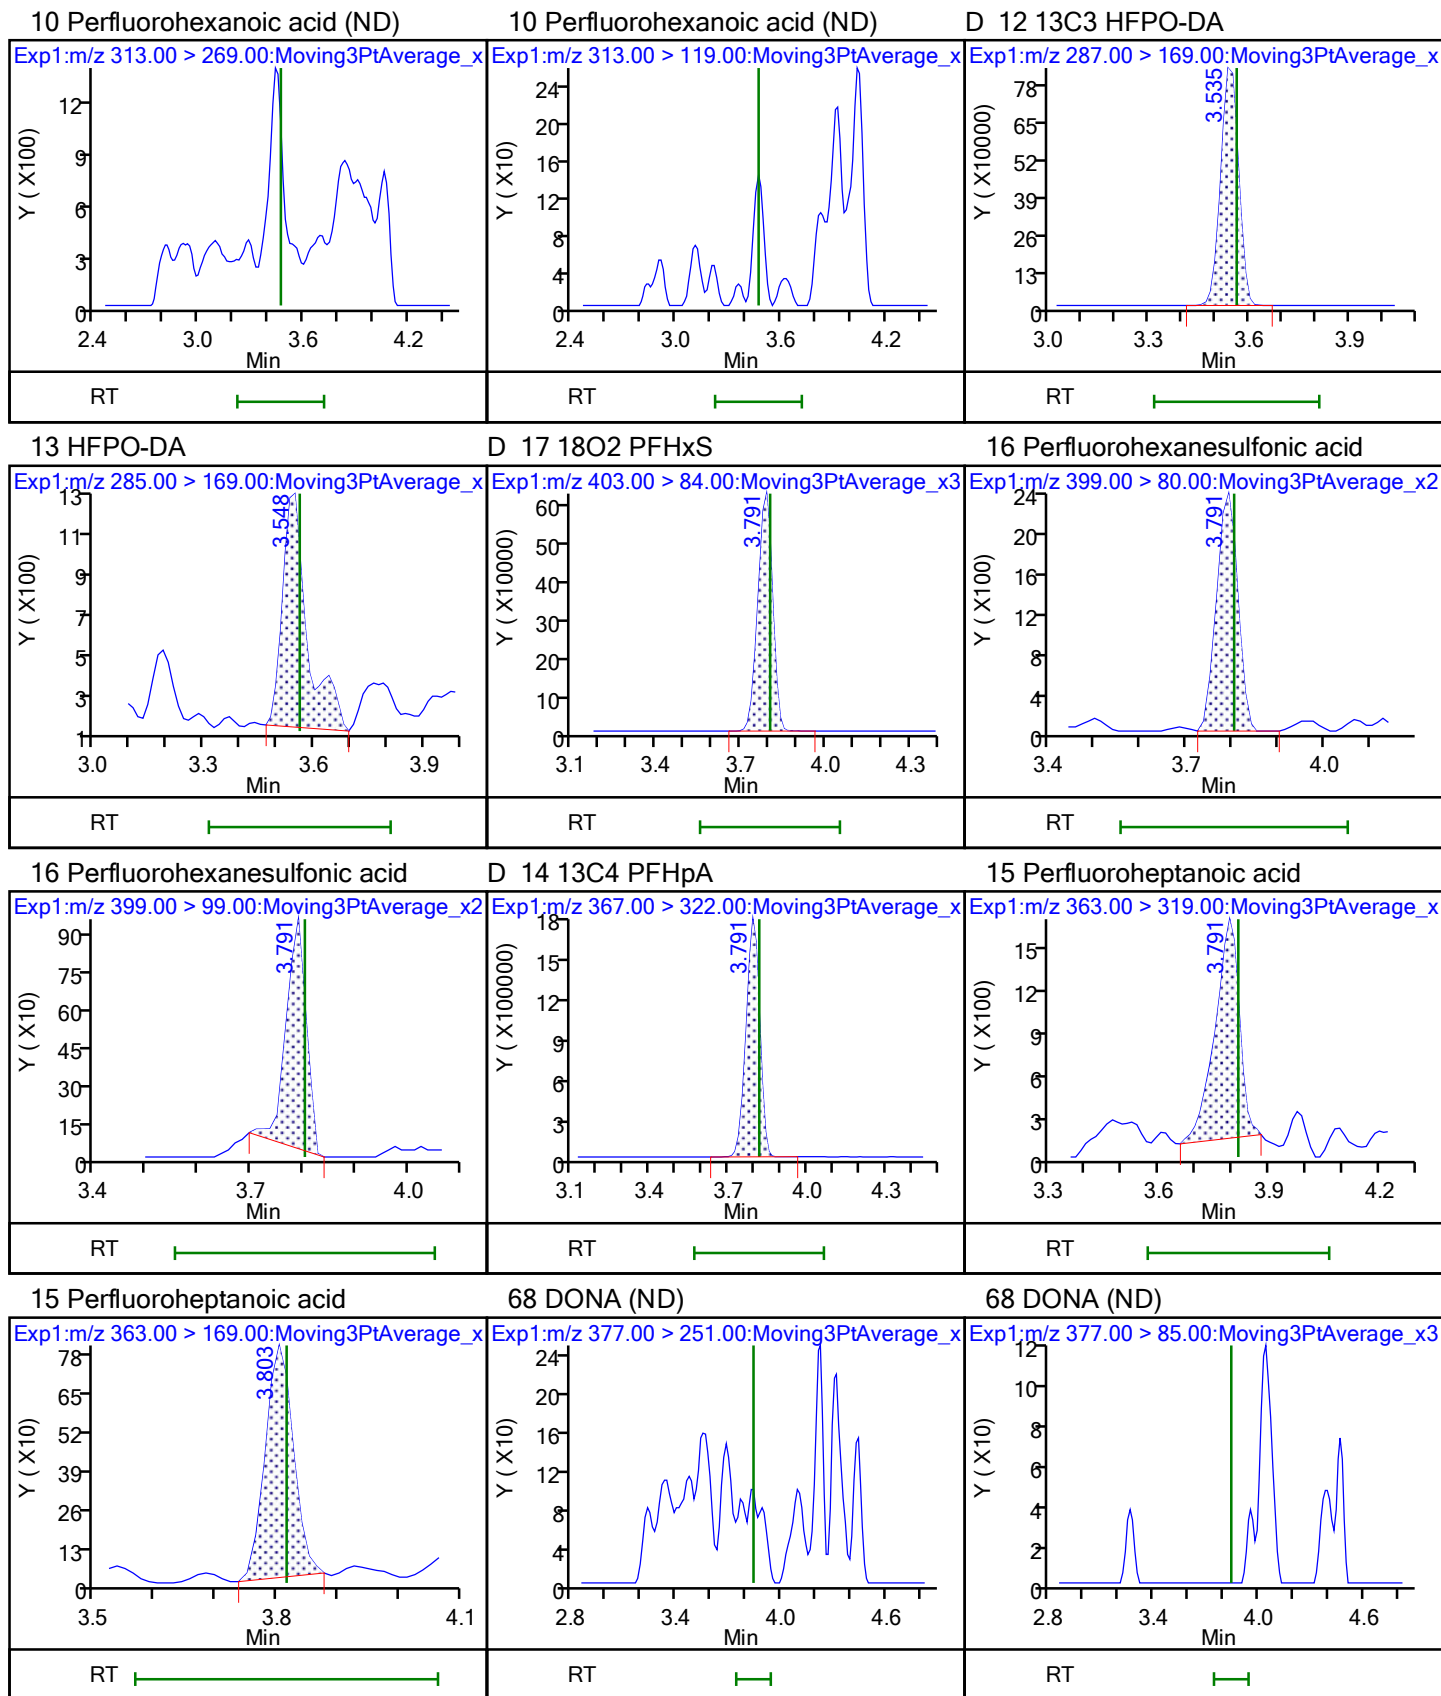 10 Perfluorohexanoic acid (ND)
Exp1:m/z 313.00 > 269.00:Moving3PtAverage_x
Y ( X100)
12
9
6
3
0
2.4 3.0 3.6 4.2
Min
RT
10 Perfluorohexanoic acid (ND)
Exp1:m/z 313.00 > 119.00:Moving3PtAverage_x
Y ( X10)
24
20
16
12
8
4
0
2.4 3.0 3.6 4.2
Min
RT
D 12 13C3 HFPO-DA
Exp1:m/z 287.00 > 169.00:Moving3PtAverage_x
3.535
Y ( X10000)
78
65
52
39
26
13
0
3.0 3.3 3.6 3.9
Min
RT
13 HFPO-DA
Exp1:m/z 285.00 > 169.00:Moving3PtAverage_x
3.548
Y ( X100)
13
11
9
7
5
3
1
3.0 3.3 3.6 3.9
Min
RT
D 17 18O2 PFHxS
Exp1:m/z 403.00 > 84.00:Moving3PtAverage_x3
3.791
Y ( X10000)
60
50
40
30
20
10
0
3.1 3.4 3.7 4.0 4.3
Min
RT
16 Perfluorohexanesulfonic acid
Exp1:m/z 399.00 > 80.00:Moving3PtAverage_x2
3.791
Y ( X100)
24
20
16
12
8
4
0
3.4 3.7 4.0
Min
RT
16 Perfluorohexanesulfonic acid
Exp1:m/z 399.00 > 99.00:Moving3PtAverage_x2
3.791
Y ( X10)
90
75
60
45
30
15
0
3.4 3.7 4.0
Min
RT
D 14 13C4 PFHpA
Exp1:m/z 367.00 > 322.00:Moving3PtAverage_x
3.791
Y ( X100000)
18
15
12
9
6
3
0
3.1 3.4 3.7 4.0 4.3
Min
RT
15 Perfluoroheptanoic acid
Exp1:m/z 363.00 > 319.00:Moving3PtAverage_x
3.791
Y ( X100)
15
12
9
6
3
0
3.3 3.6 3.9 4.2
Min
RT
15 Perfluoroheptanoic acid
Exp1:m/z 363.00 > 169.00:Moving3PtAverage_x
3.803
Y ( X10)
78
65
52
39
26
13
0
3.5 3.8 4.1
Min
RT
68 DONA (ND)
Exp1:m/z 377.00 > 251.00:Moving3PtAverage_x
Y ( X10)
24
20
16
12
8
4
0
2.8 3.4 4.0 4.6
Min
RT
68 DONA (ND)
Exp1:m/z 377.00 > 85.00:Moving3PtAverage_x3
Y ( X10)
12
10
8
6
4
2
0
2.8 3.4 4.0 4.6
Min
RT